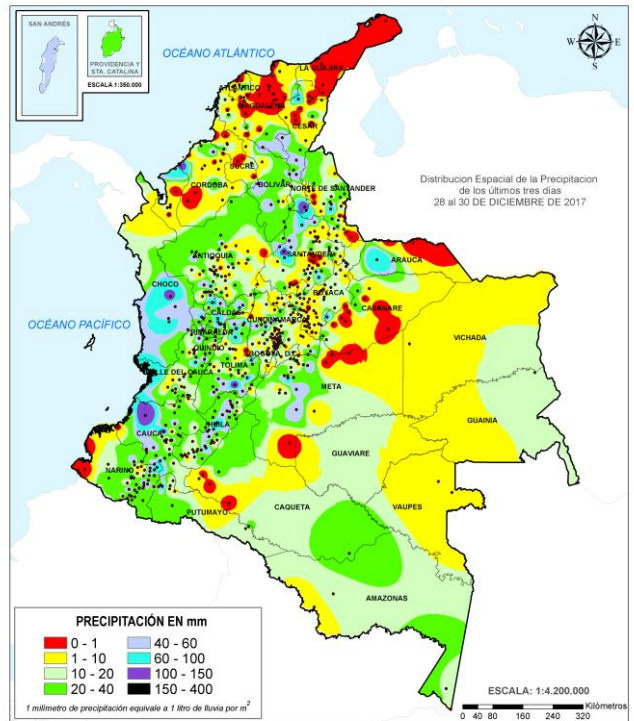 SAN ANDRÉS
PROVIDENCIA Y
STA. CATALINA
ESCALA 1:350.000
OCÉANO ATLÁNTICO
N
W E
S
LA GUAJIRA
ATLÁNTICO
MAGDALENA
CESAR
SUCRE
CORDOBA
BOLIVAR
NORTE DE SANTANDER
Distribucion Espacial de la Precipitacion
de los últimos tres días
28 al 30 DE DICIEMBRE DE 2017
ANTIOQUIA
SANTANDER
ARAUCA
CHOCO
BOYACA
CASANARE
OCÉANO PACÍFICO
CALDAS
CUNDINAMARCA
VICHADA
RISARALDA
QUINDIO
BOGOTA, D.C.
TOLIMA
VALLE DEL CAUCA
META
GUAINIA
CAUCA
HUILA
GUAVIARE
NARIÑO
CAQUETA
VAUPES
PUTUMAYO
AMAZONAS
PRECIPITACIÓN EN mm
0 - 1 40 - 60
1 - 10 60 - 100
10 - 20 100 - 150
20 - 40 150 - 400
1 milímetro de precipitación equivale a 1 litro de lluvia por m2
ESCALA: 1:4.200.000
Kilómetros
0 40 80 160 240 320